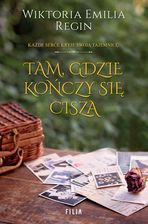 WIKTORIA EMILIA
REGIN
KAŻDE SERCE KRYJE SWOJĄ TAJEMNICĘ
TAM, GDZIE
KOŃCZY SIĘ
CISZA
FILIA